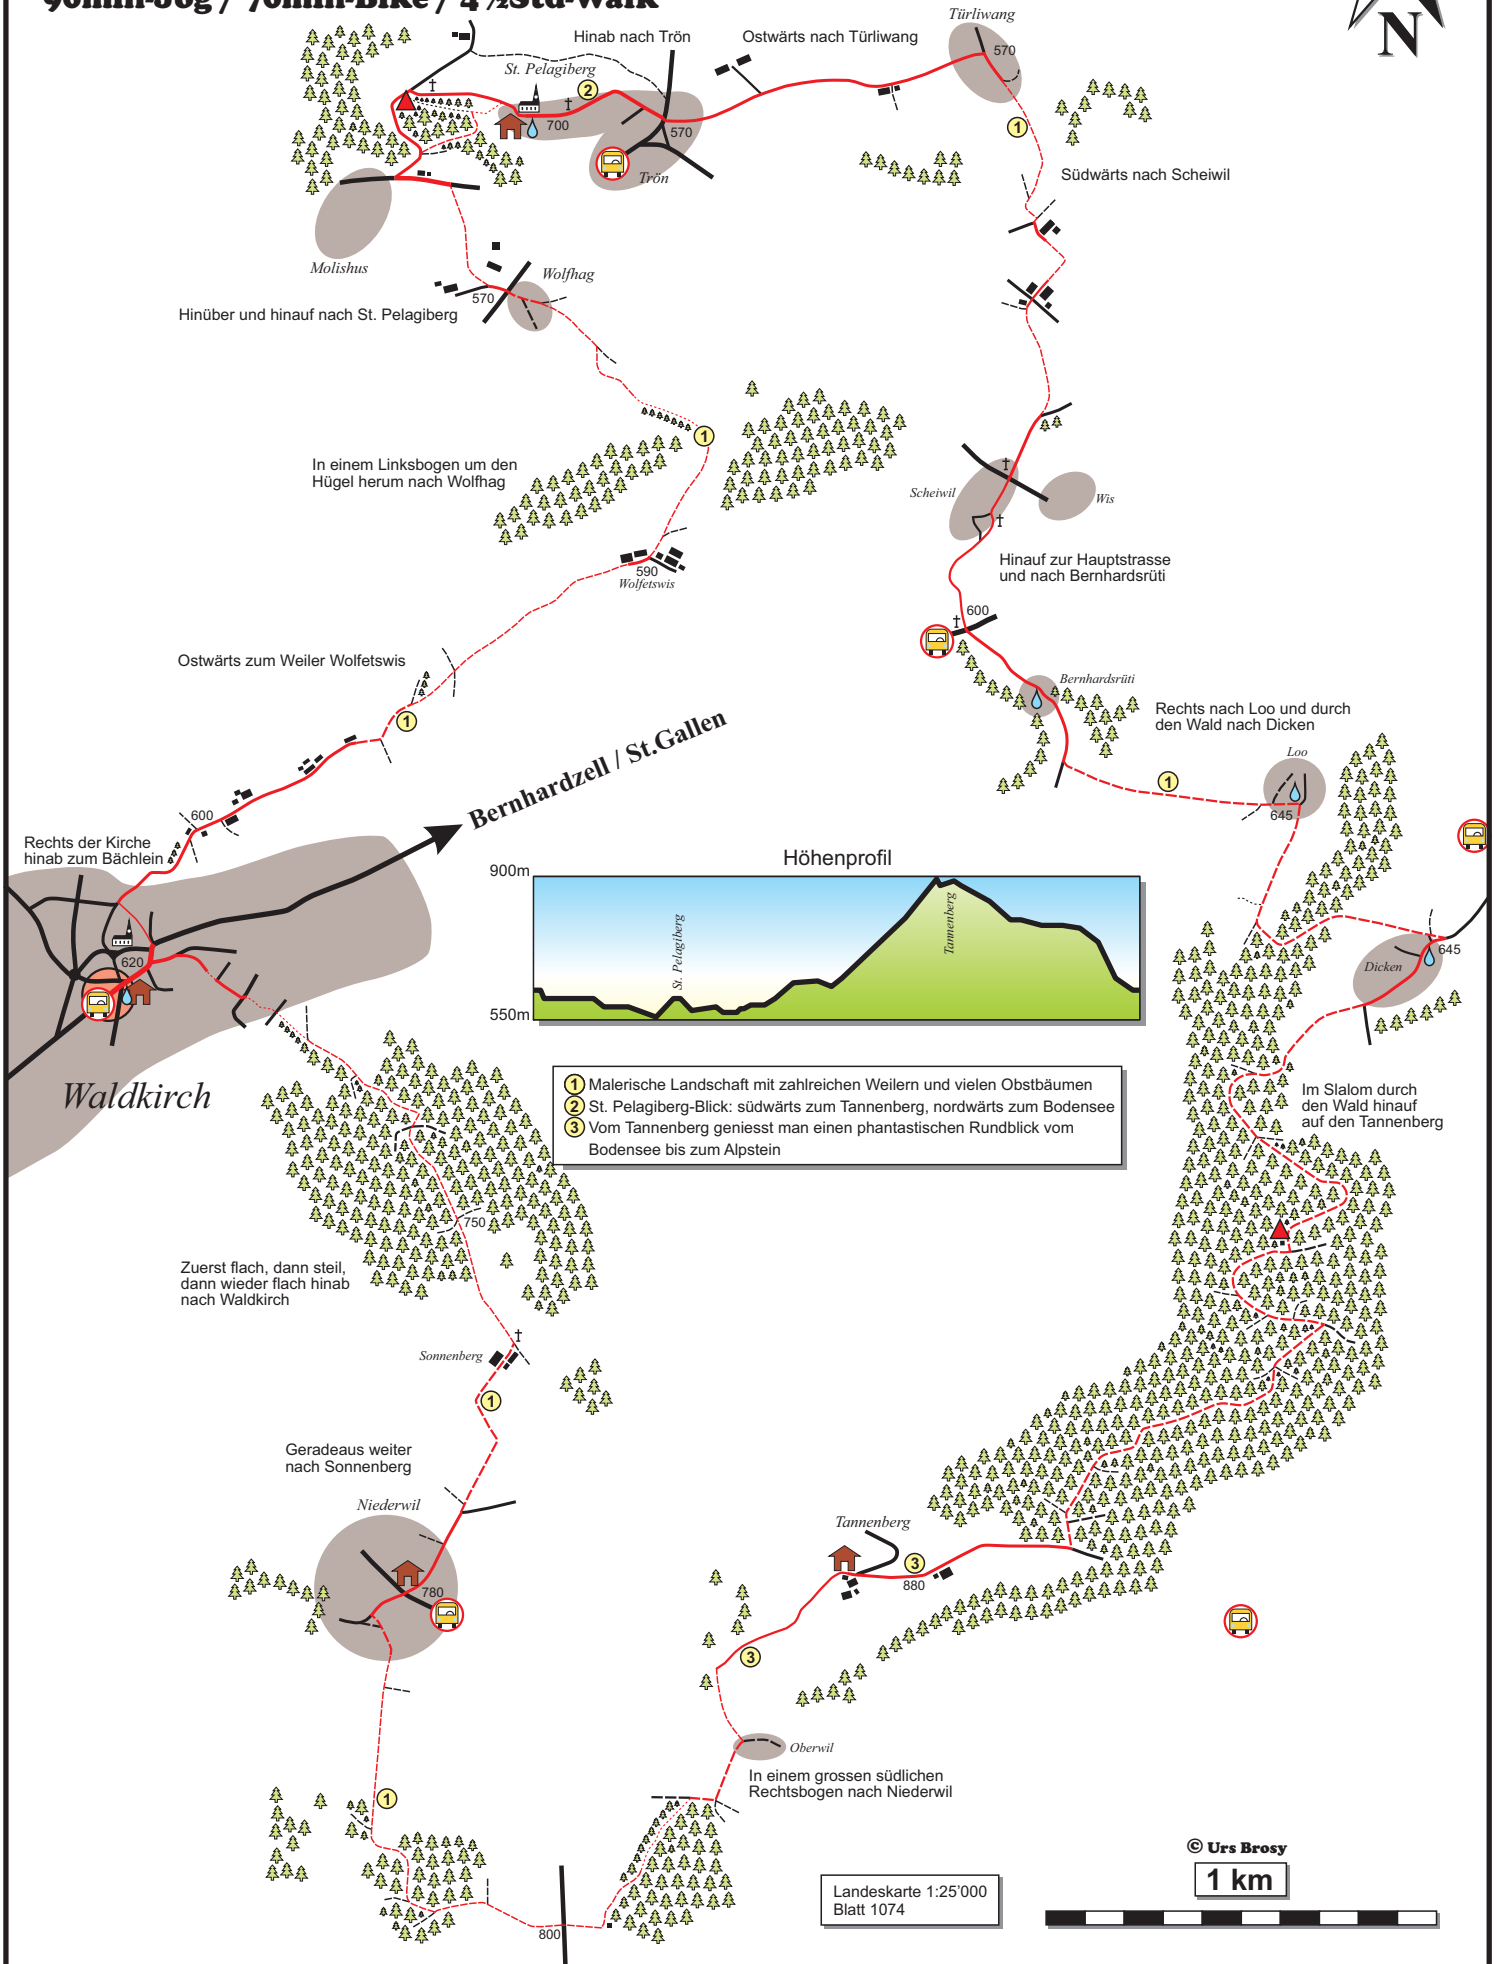 90min-Jog / 70min-Bike / 4 ½Std-Walk
N
Türliwang
570
Hinab nach Trön
Ostwärts nach Türliwang
St. Pelagiberg
2
700
570
Trön
1
Südwärts nach Scheiwil
Molishus
Wolfhag
570
Hinüber und hinauf nach St. Pelagiberg
1
In einem Linksbogen um den
Hügel herum nach Wolfhag
Scheiwil
Wis
590
Wolfetswis
Hinauf zur Hauptstrasse
und nach Bernhardsrüti
600
Ostwärts zum Weiler Wolfetswis
Bernhardsrüti
1
Rechts nach Loo und durch
den Wald nach Dicken
Bernhardzell / St.Gallen
1
Loo
645
600
Rechts der Kirche
hinab zum Bächlein
Höhenprofil
900m
St. Pelagiberg
Tannenberg
550m
645
Dicken
620
Waldkirch
1 Malerische Landschaft mit zahlreichen Weilern und vielen Obstbäumen
2 St. Pelagiberg-Blick: südwärts zum Tannenberg, nordwärts zum Bodensee
3 Vom Tannenberg geniesst man einen phantastischen Rundblick vom
Bodensee bis zum Alpstein
Im Slalom durch
den Wald hinauf
auf den Tannenberg
750
Zuerst flach, dann steil,
dann wieder flach hinab
nach Waldkirch
Sonnenberg
1
Geradeaus weiter
nach Sonnenberg
Niederwil
780
Tannenberg
3
880
3
Oberwil
In einem grossen südlichen
Rechtsbogen nach Niederwil
1
800
© Urs Brosy
1 km
Landeskarte 1:25'000
Blatt 1074